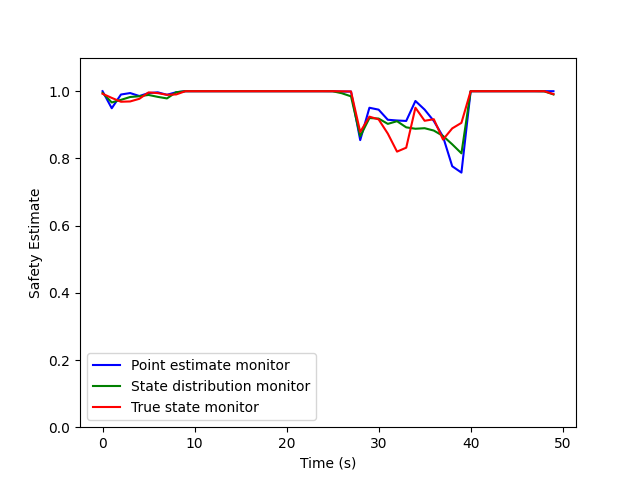 1.0
0.8
0.6
0.4
0.2
0.0
Safety Estimate
Point estimate monitor
State distribution monitor
True state monitor
0 10 20 30 40 50
Time (s)